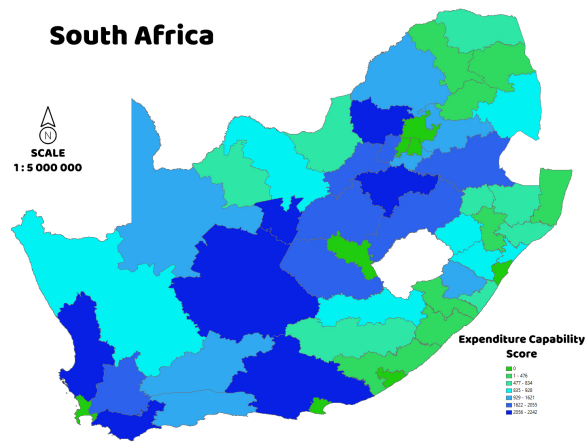 South Africa
N
SCALE
1 : 5 000 000
Expenditure Capability
Score
0
1 - 476
477 - 834
835 - 928
929 - 1621
1622 - 2055
2056 - 2242